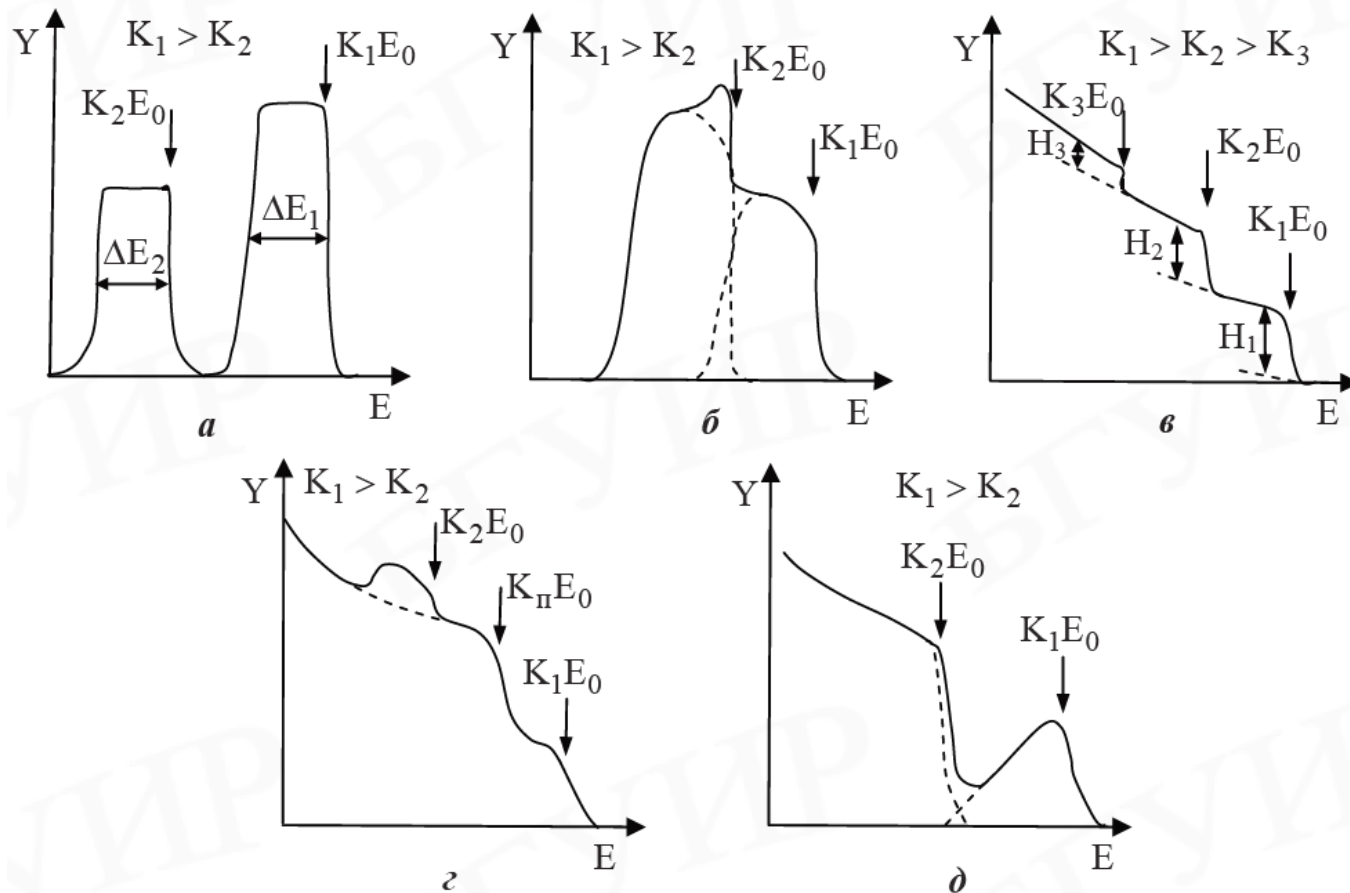 Y
K₁ > K₂
K₁E₀
K₂E₀
ΔE₁
ΔE₂
E
а
Y
K₁ > K₂
K₂E₀
K₁E₀
E
б
Y
K₁ > K₂ > K₃
K₃E₀
H₃
K₂E₀
H₂
K₁E₀
H₁
E
в
Y
K₁ > K₂
K₂E₀
KпE₀
K₁E₀
E
г
Y
K₁ > K₂
K₂E₀
K₁E₀
E
д
БГУИР